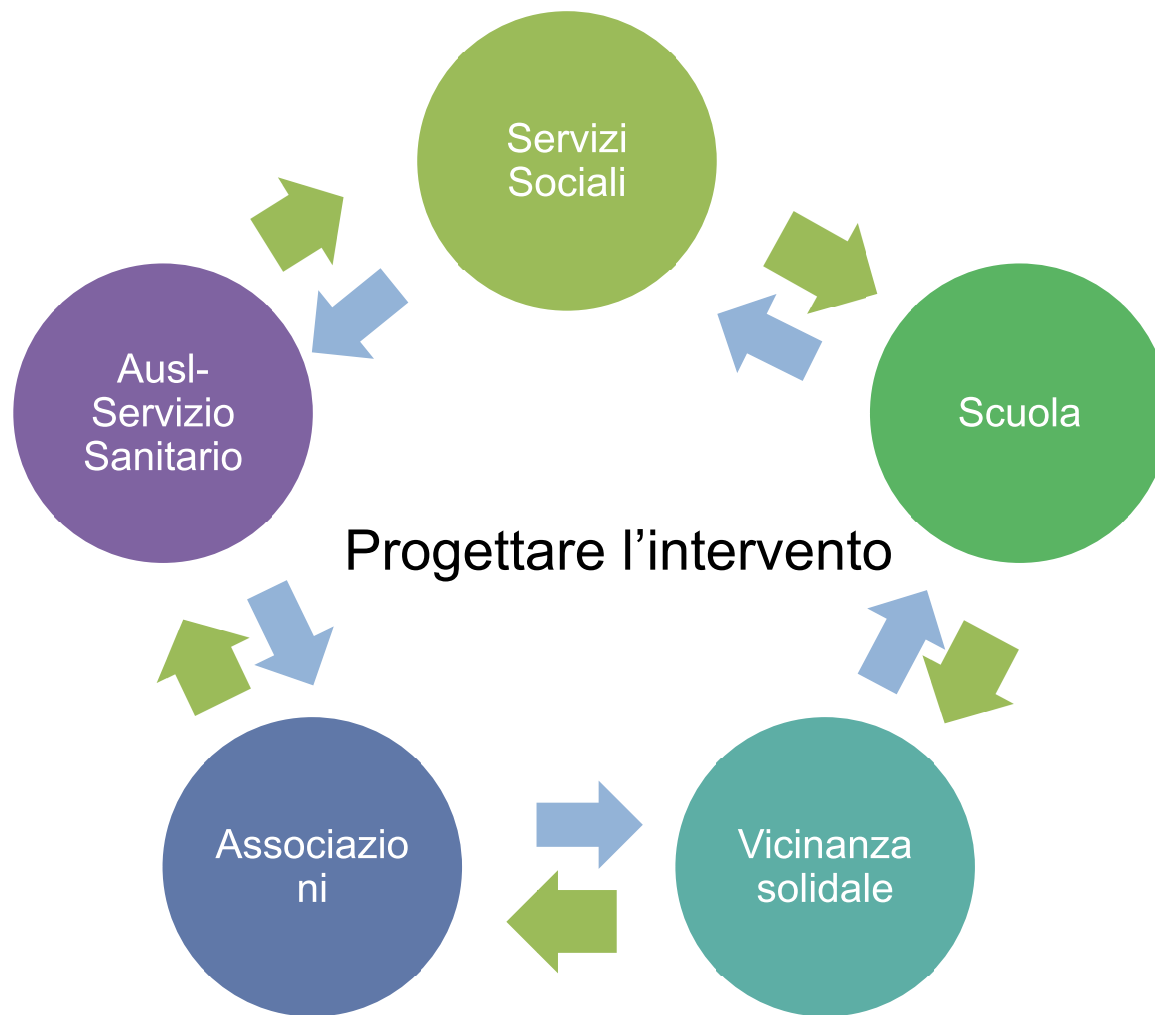 Servizi
Sociali
Ausl-
Servizio
Sanitario
Scuola
Progettare l’intervento
Associazio
ni
Vicinanza
solidale